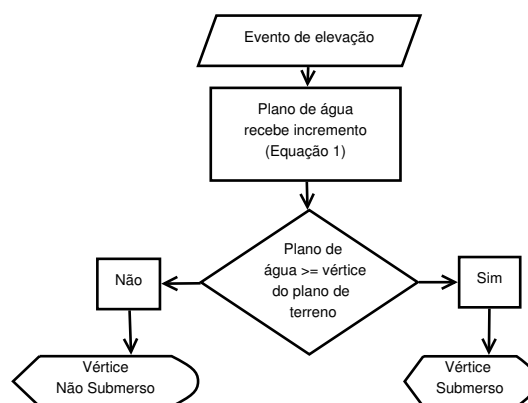 Evento de elevação
Plano de água
recebe incremento
(Equação 1)
Plano de
água >= vértice
do plano de
terreno
Não
Sim
Vértice
Não Submerso
Vértice
Submerso